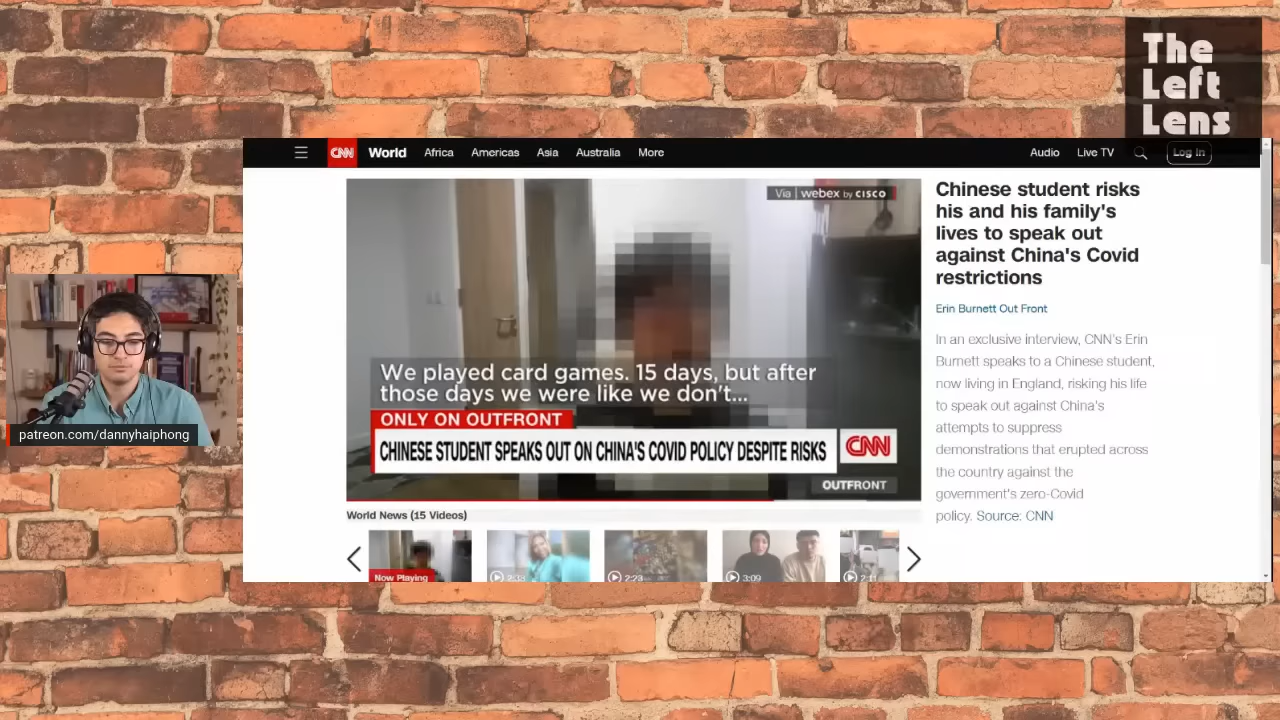 The
Left
Lens
CNN World Africa Americas Asia Australia More Audio Live TV Log In
Via webex by CISCO
We played card games. 15 days, but after
those days we were like we don't...
ONLY ON OUTFRONT
CHINESE STUDENT SPEAKS OUT ON CHINA'S COVID POLICY DESPITE RISKS
CNN
OUTFRONT
Chinese student risks
his and his family's
lives to speak out
against China's Covid
restrictions
Erin Burnett Out Front
In an exclusive interview, CNN's Erin
Burnett speaks to a Chinese student,
now living in England, risking his life
to speak out against China's
attempts to suppress
demonstrations that erupted across
the country against the
government's zero-Covid
policy. Source: CNN
patreon.com/dannyhaiphong
World News (15 Videos)
Now Playing
2:33
2:23
3:09
2:11